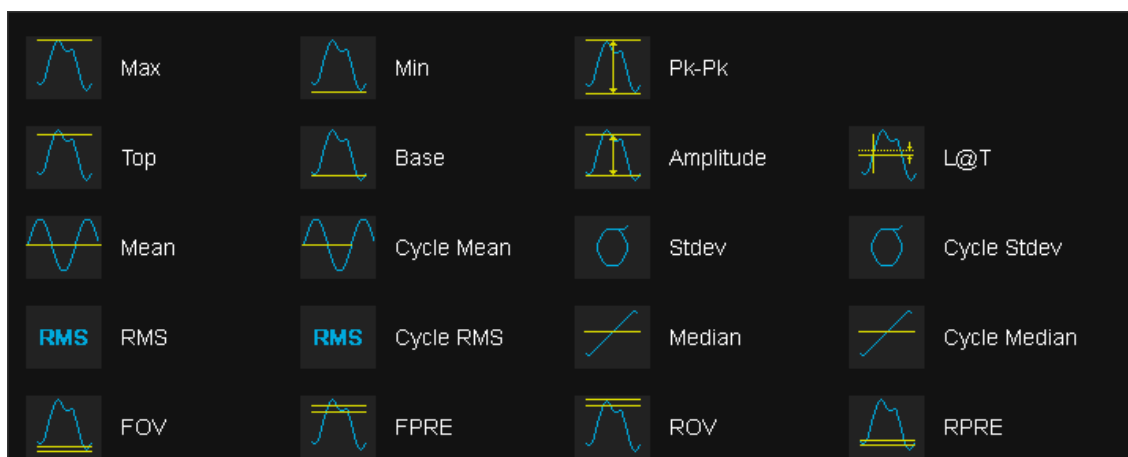 Max Min Pk-Pk
Top Base Amplitude L@T
Mean Cycle Mean Stdev Cycle Stdev
RMS RMS RMS Cycle RMS Median Cycle Median
FOV FPRE ROV RPRE